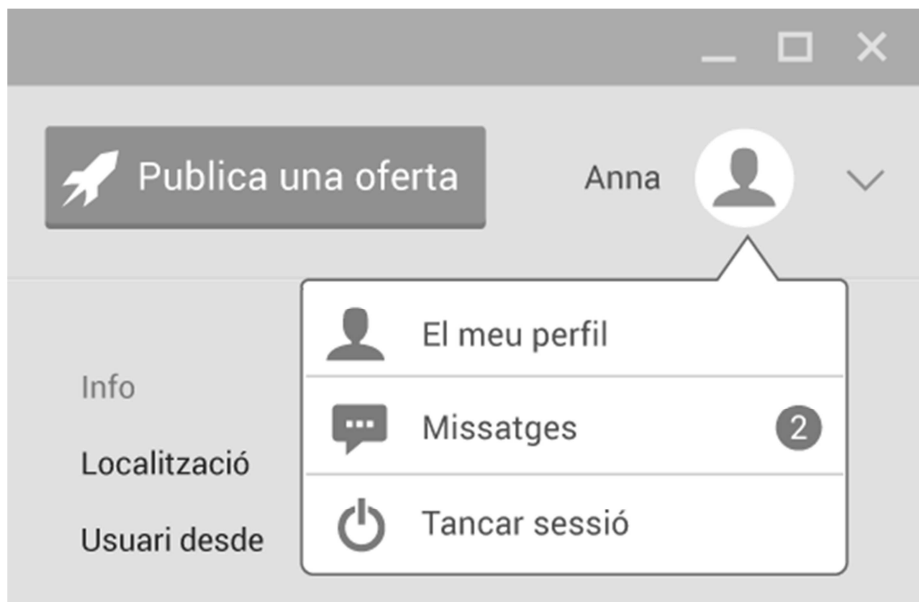 Publica una oferta
Anna
El meu perfil
Missatges
2
Tancar sessió
Info
Localització
Usuari desde